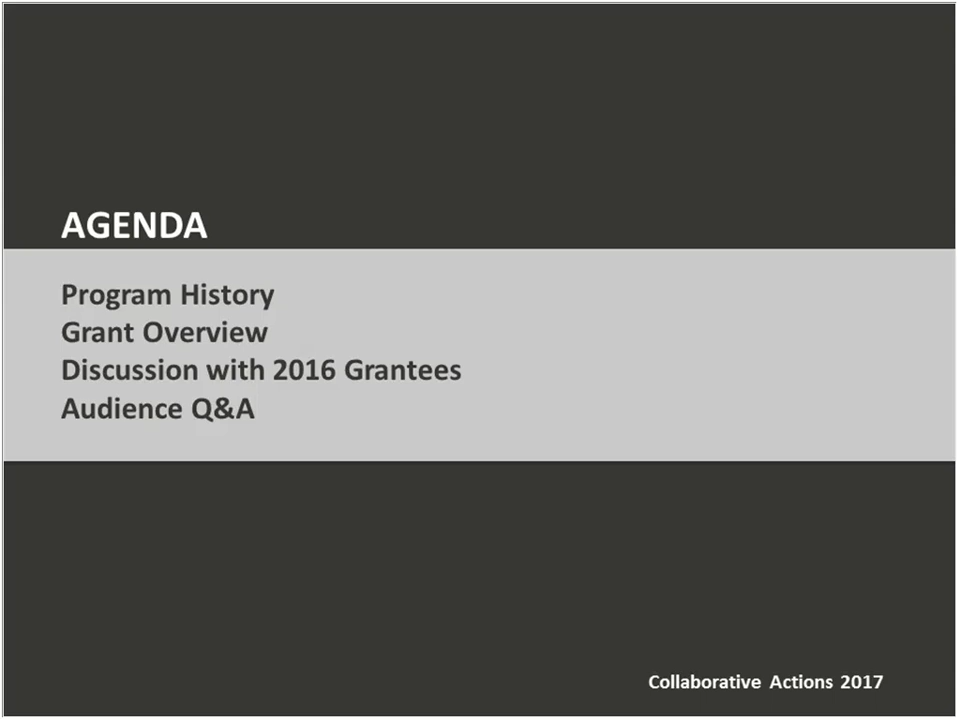 AGENDA
Program History
Grant Overview
Discussion with 2016 Grantees
Audience Q&A
Collaborative Actions 2017